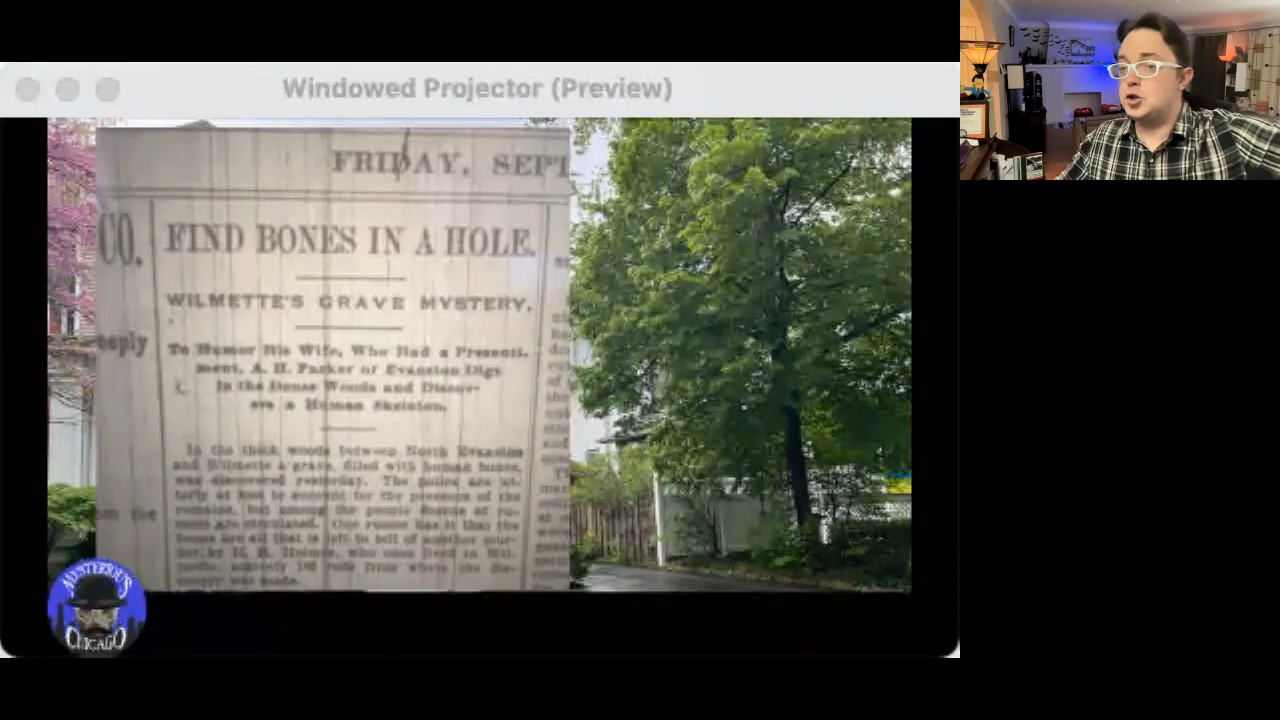 Windowed Projector (Preview)
FRIDAY, SEPT
CO.
FIND BONES IN A HOLE.
WILMETTE'S GRAVE MYSTERY.
eeply
To Humor His Wife, Who Had a Presenti-
ment, A. H. Parker of Evanston Digs
in the Dense Woods and Discov-
ers a Human Skeleton.
In the thick woods between North Evanston
and Wilmette a grave, filled with human bones,
was discovered yesterday. The police are ut-
terly at loss to account for the presence of the
remains, but among the people dozens of ru-
mors are circulated. One rumor has it that the
bones are all that is left to tell of another mur-
der by H. H. Holmes, who once lived in Wil-
mette, scarcely 100 rods from where the dis-
covery was made.
om the
MYSTERIOUS
CHICAGO